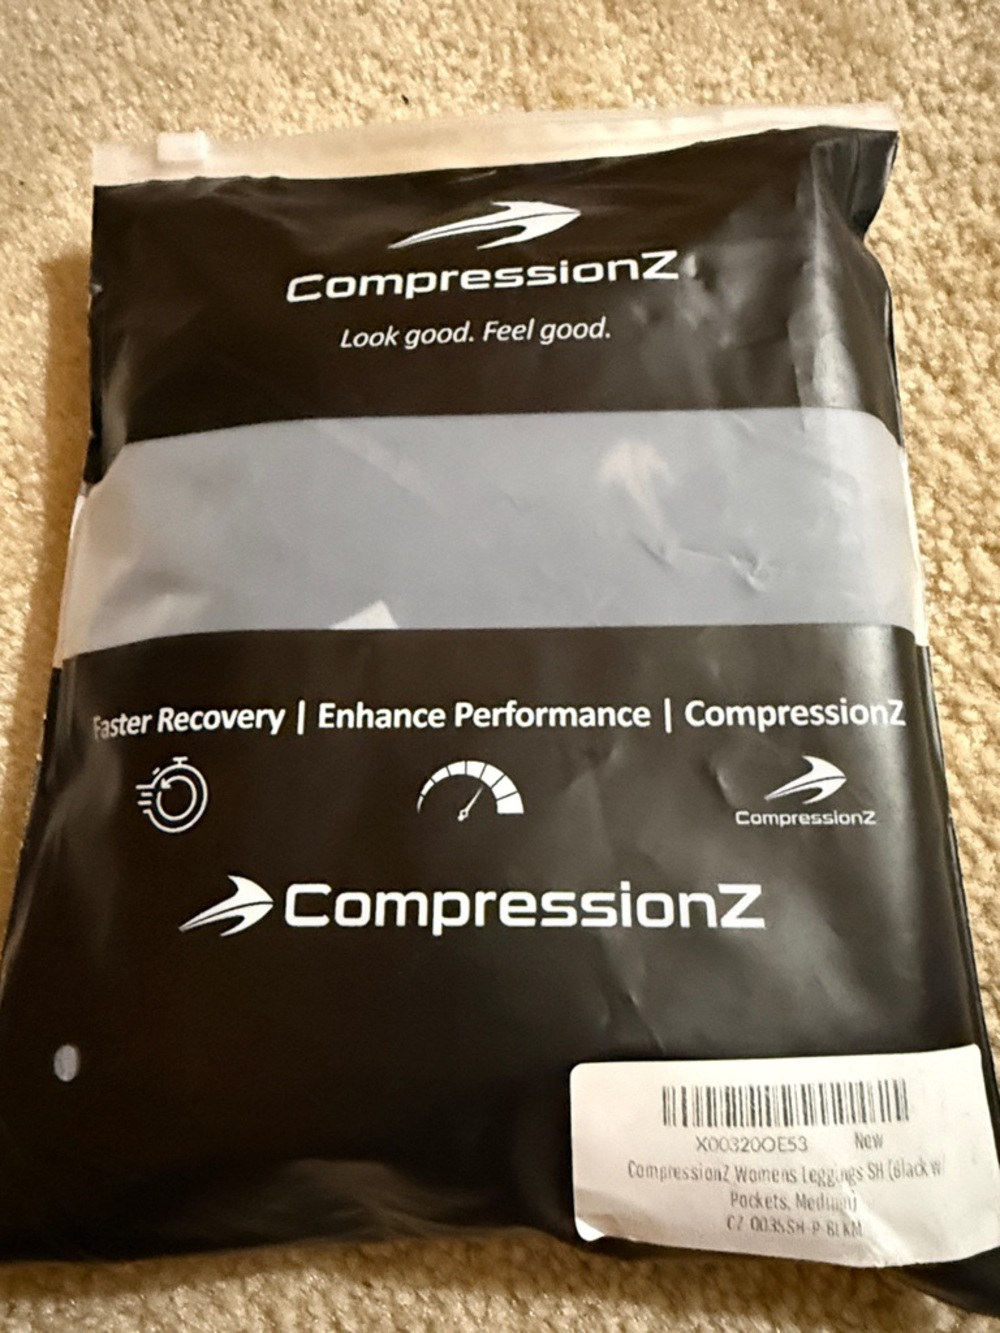 CompressionZ
Look good. Feel good.
Faster Recovery | Enhance Performance | CompressionZ
CompressionZ
CompressionZ
X00320OE53 New
CompressionZ Womens Leggings SH (Black w/
Pockets, Medium)
CZ-003SSH-P-BLKM